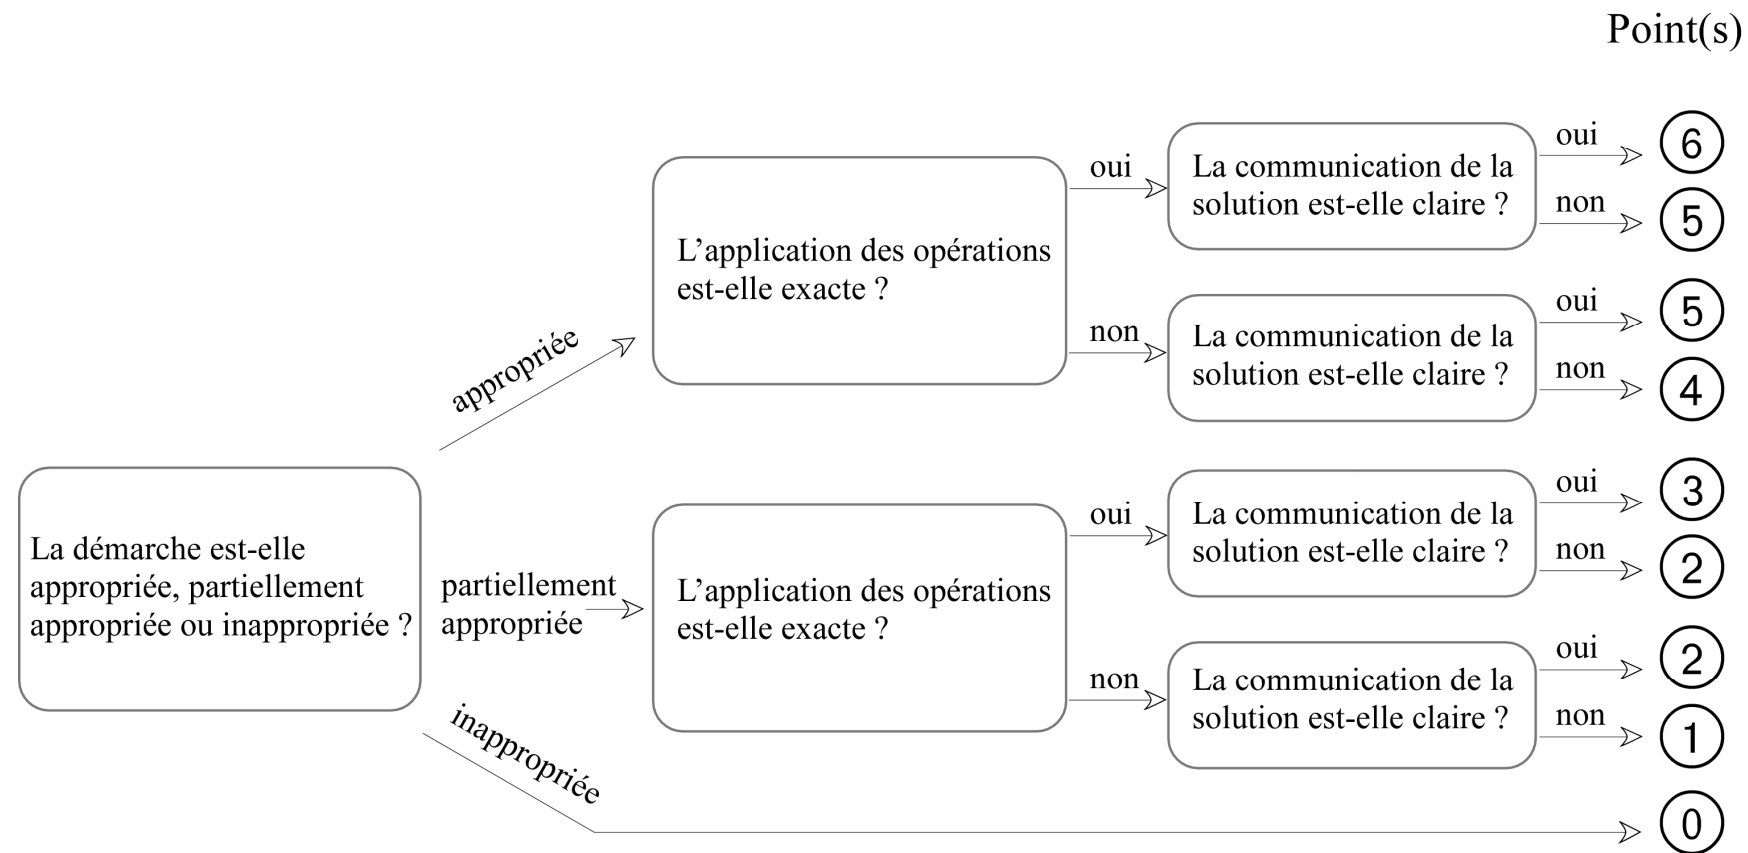 Point(s)
La démarche est-elle
appropriée, partiellement
appropriée ou inappropriée ?
appropriée
L’application des opérations
est-elle exacte ?
oui
La communication de la
solution est-elle claire ?
oui
6
non
5
non
La communication de la
solution est-elle claire ?
oui
5
non
4
partiellement
appropriée
L’application des opérations
est-elle exacte ?
oui
La communication de la
solution est-elle claire ?
oui
3
non
2
non
La communication de la
solution est-elle claire ?
oui
2
non
1
inappropriée
0